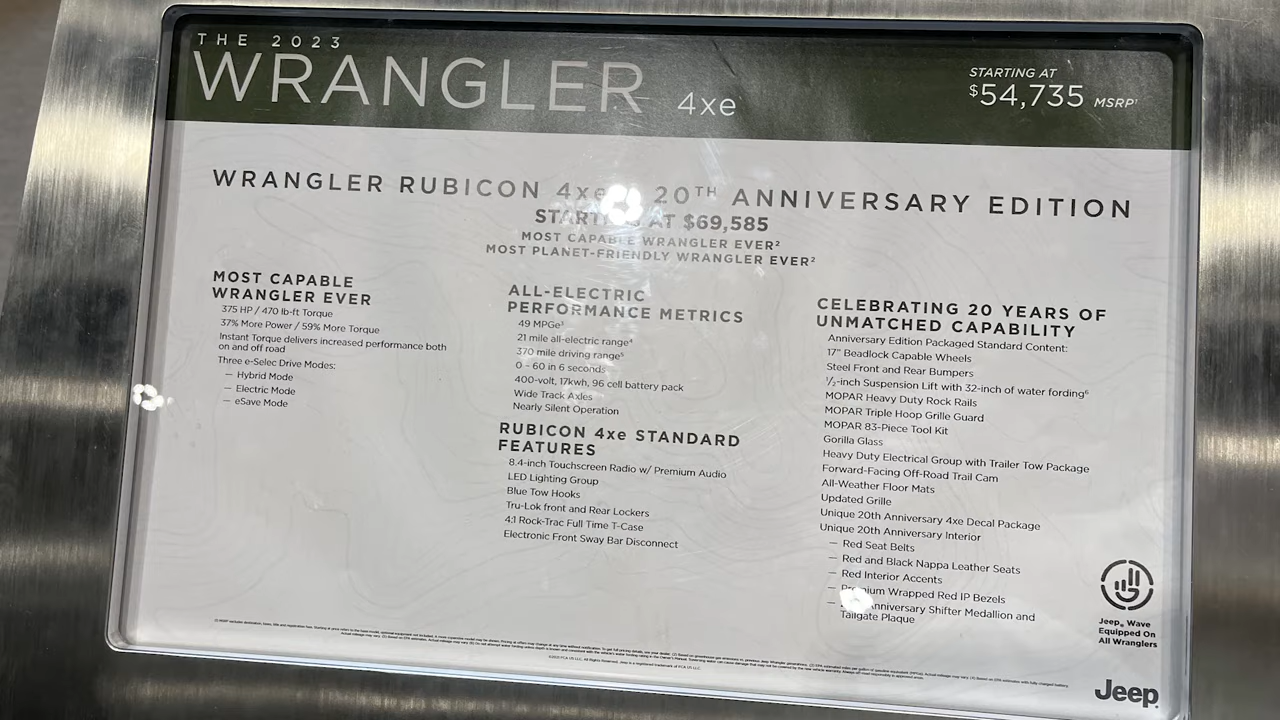 THE 2023
WRANGLER 4xe
STARTING AT
$54,735 MSRP¹
WRANGLER RUBICON 4xe 20TH ANNIVERSARY EDITION
AT $69,585
MOST CAPABLE WRANGLER EVER²
MOST PLANET-FRIENDLY WRANGLER EVER²
MOST CAPABLE
WRANGLER EVER
375 HP / 470 lb-ft Torque
37% More Power / 59% More Torque
Instant Torque delivers increased performance both
on and off road
Three e-Selec Drive Modes:
— Hybrid Mode
— Electric Mode
— eSave Mode
ALL-ELECTRIC
PERFORMANCE METRICS
49 MPGe³
21 mile all-electric range⁴
370 mile driving range⁵
0 - 60 in 6 seconds
400-volt, 17kwh, 96 cell battery pack
Wide Track Axles
Nearly Silent Operation
RUBICON 4xe STANDARD
FEATURES
8.4-inch Touchscreen Radio w/ Premium Audio
LED Lighting Group
Blue Tow Hooks
Tru-Lok front and Rear Lockers
4:1 Rock-Trac Full Time T-Case
Electronic Front Sway Bar Disconnect
CELEBRATING 20 YEARS OF
UNMATCHED CAPABILITY
Anniversary Edition Packaged Standard Content:
17" Beadlock Capable Wheels
Steel Front and Rear Bumpers
½-inch Suspension Lift with 32-inch of water fording⁶
MOPAR Heavy Duty Rock Rails
MOPAR Triple Hoop Grille Guard
MOPAR 83-Piece Tool Kit
Gorilla Glass
Heavy Duty Electrical Group with Trailer Tow Package
Forward-Facing Off-Road Trail Cam
All-Weather Floor Mats
Updated Grille
Unique 20th Anniversary 4xe Decal Package
Unique 20th Anniversary Interior
— Red Seat Belts
— Red and Black Nappa Leather Seats
— Red Interior Accents
— Premium Wrapped Red IP Bezels
— Anniversary Shifter Medallion and
Tailgate Plaque
Jeep® Wave
Equipped On
All Wranglers
Jeep®